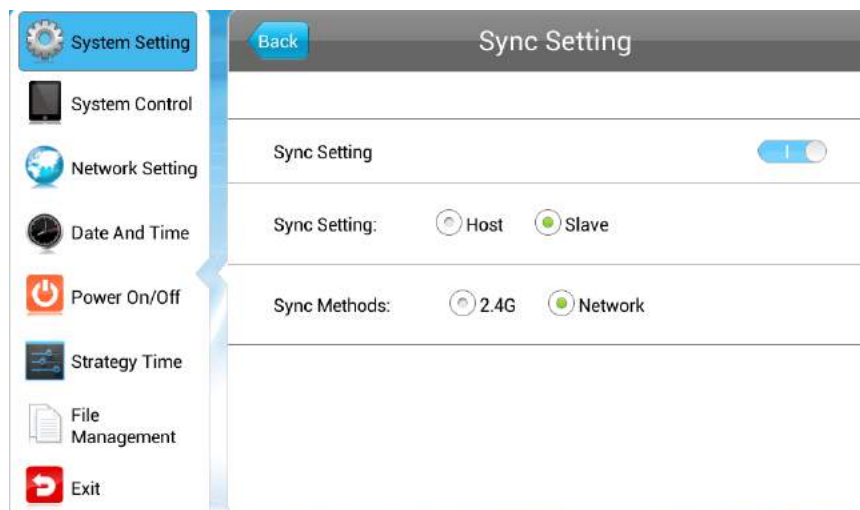 System Setting
System Control
Network Setting
Date And Time
Power On/Off
Strategy Time
File
Management
Exit
Back
Sync Setting
Sync Setting
Sync Setting: Host Slave
Sync Methods: 2.4G Network